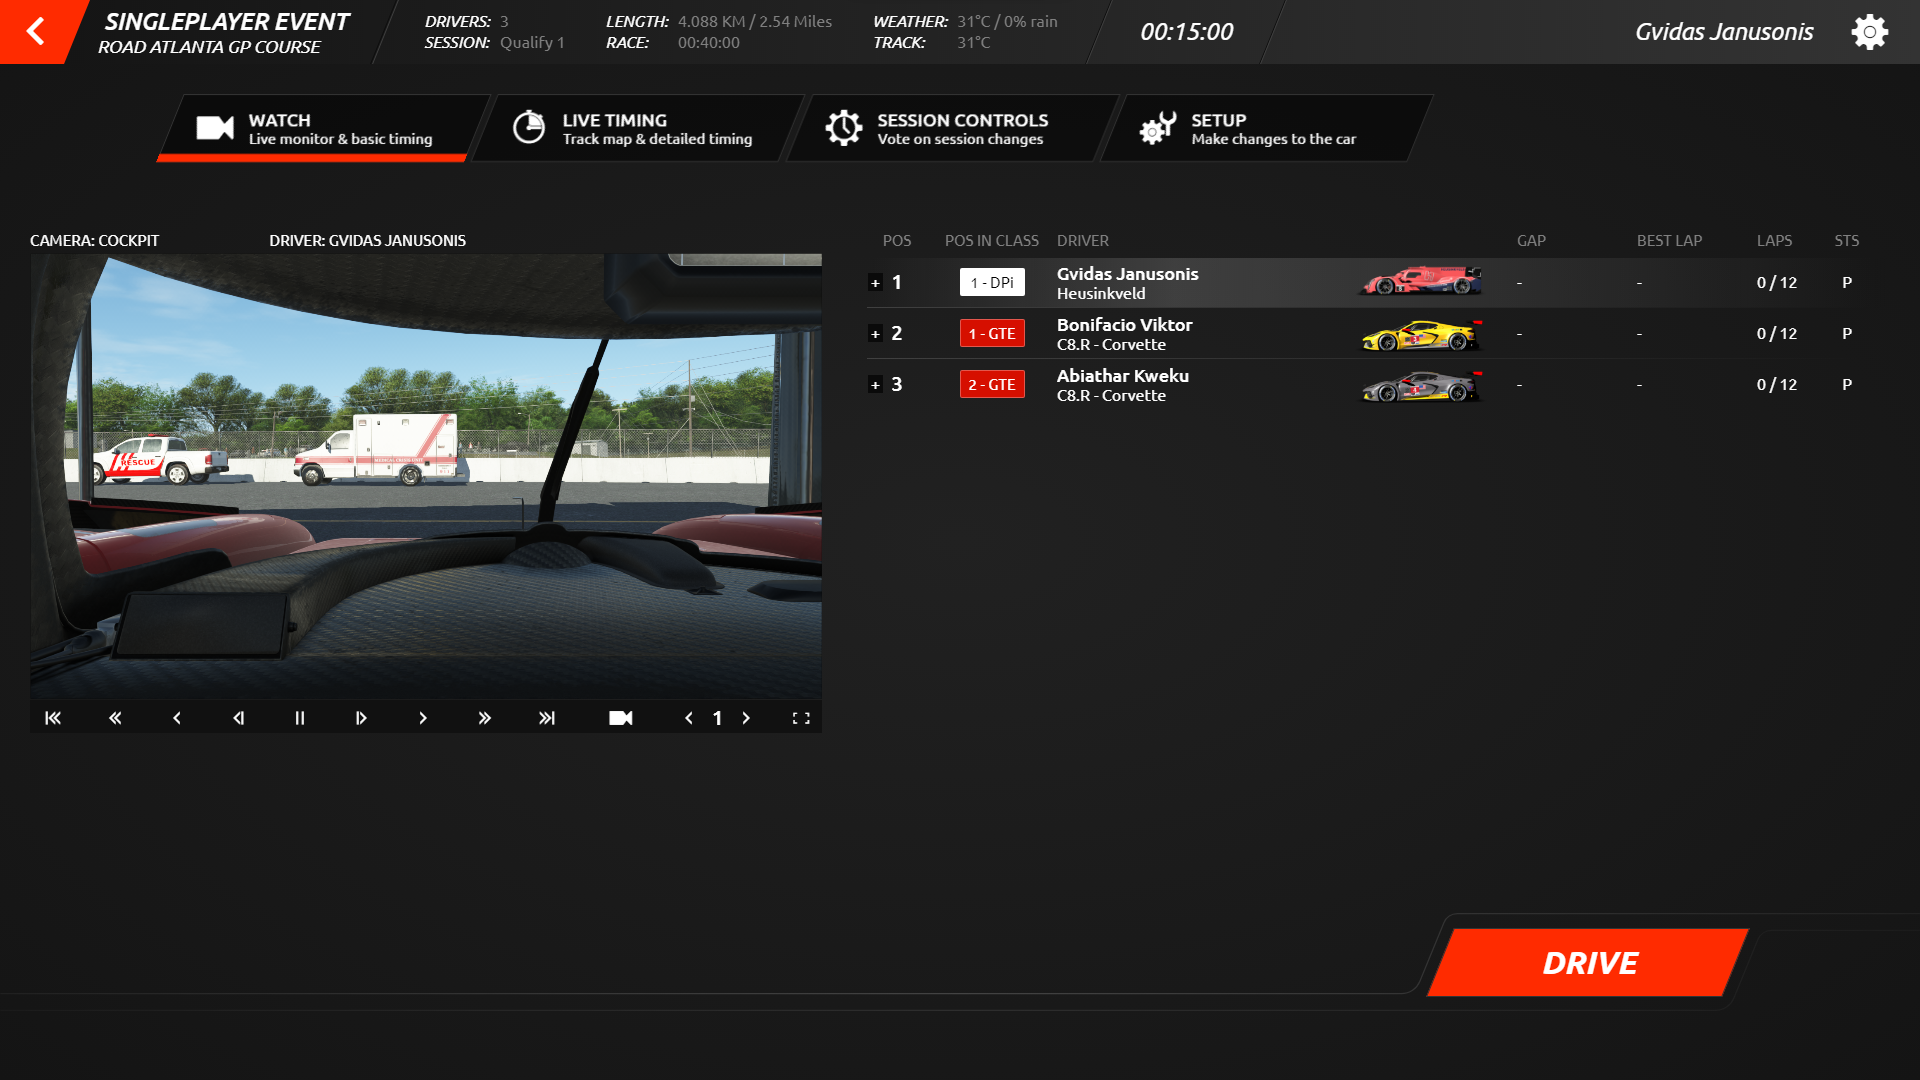 SINGLEPLAYER EVENT
ROAD ATLANTA GP COURSE
DRIVERS: 3
SESSION: Qualify 1
LENGTH: 4.088 KM / 2.54 Miles
RACE: 00:40:00
WEATHER: 31°C / 0% rain
TRACK: 31°C
00:15:00
Gvidas Janusonis
WATCH
Live monitor & basic timing
LIVE TIMING
Track map & detailed timing
SESSION CONTROLS
Vote on session changes
SETUP
Make changes to the car
CAMERA: COCKPIT DRIVER: GVIDAS JANUSONIS
RESCUE
1
POS POS IN CLASS DRIVER GAP BEST LAP LAPS STS
+ 1 1 - DPi Gvidas Janusonis - - 0 / 12 P
Heusinkveld
+ 2 1 - GTE Bonifacio Viktor - - 0 / 12 P
C8.R - Corvette
+ 3 2 - GTE Abiathar Kweku - - 0 / 12 P
C8.R - Corvette
DRIVE